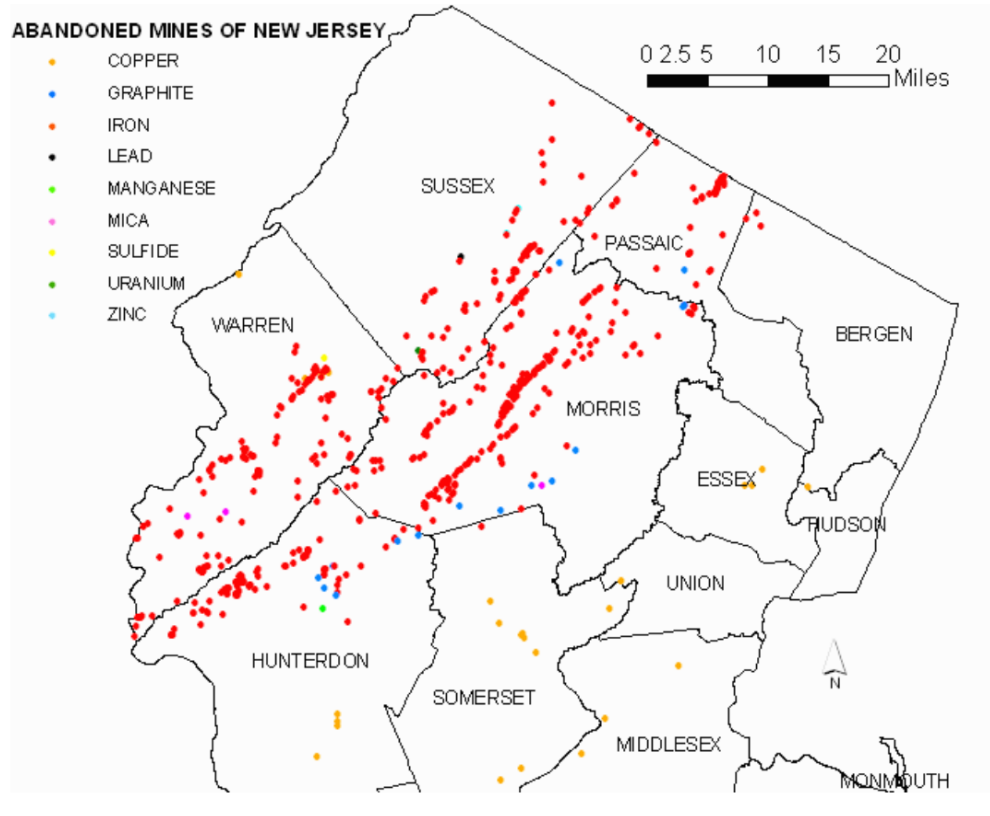 ABANDONED MINES OF NEW JERSEY
COPPER
GRAPHITE
IRON
LEAD
MANGANESE
MICA
SULFIDE
URANIUM
ZINC
0 2.5 5 10 15 20
Miles
SUSSEX
PASSAIC
WARREN
BERGEN
MORRIS
ESSEX
HUDSON
UNION
HUNTERDON
SOMERSET
MIDDLESEX
N
MONMOUTH